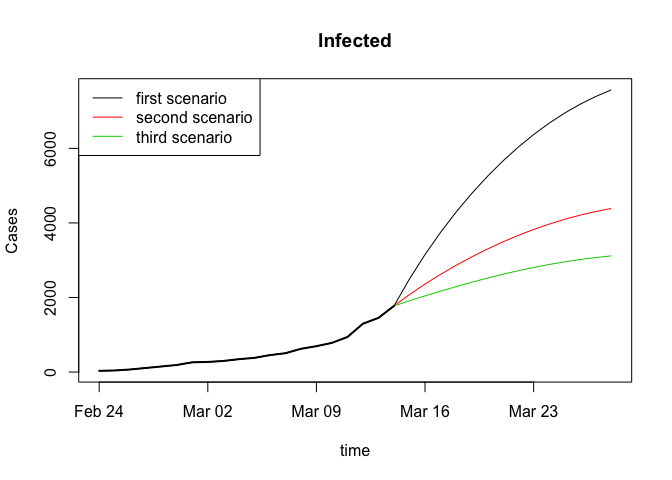 Infected
first scenario
second scenario
third scenario
Cases
6000
4000
2000
0
Feb 24 Mar 02 Mar 09 Mar 16 Mar 23
time